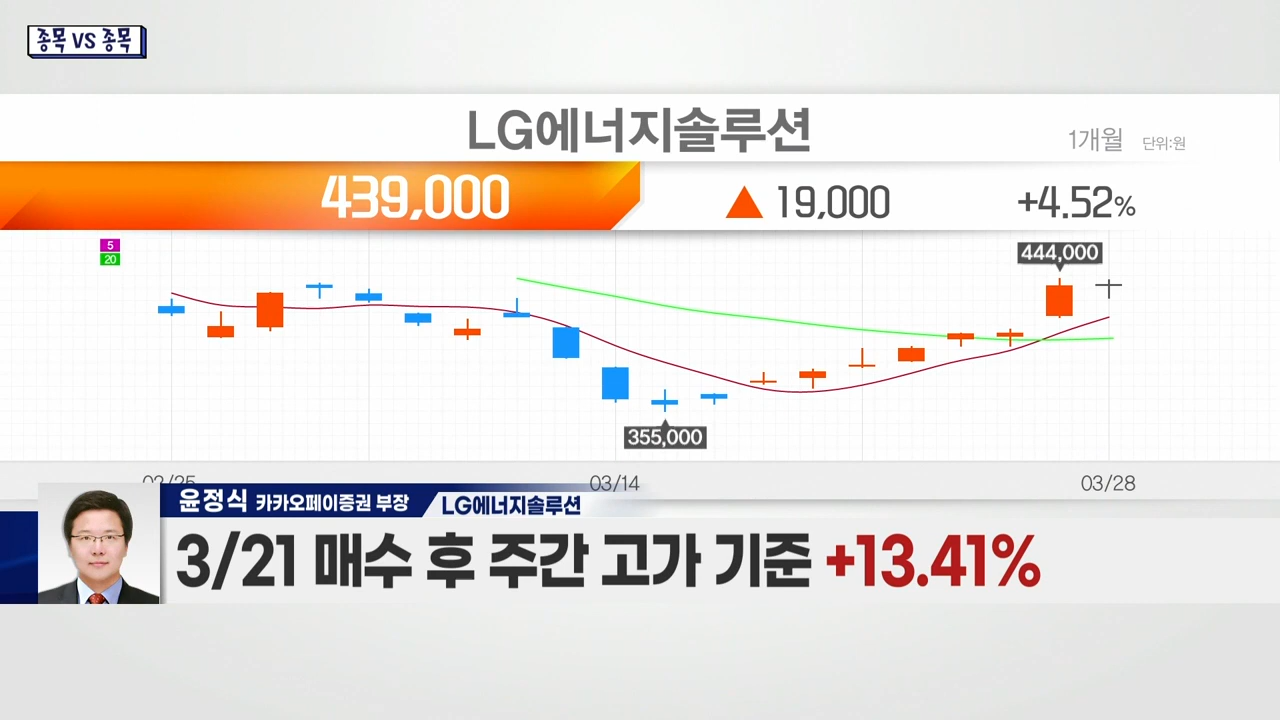 종목 VS 종목
LG에너지솔루션
1개월 단위:원
439,000 ▲ 19,000 +4.52%
5
20
444,000
355,000
03/25 03/14 03/28
윤정식 카카오페이증권 부장 LG에너지솔루션
3/21 매수 후 주간 고가 기준 +13.41%